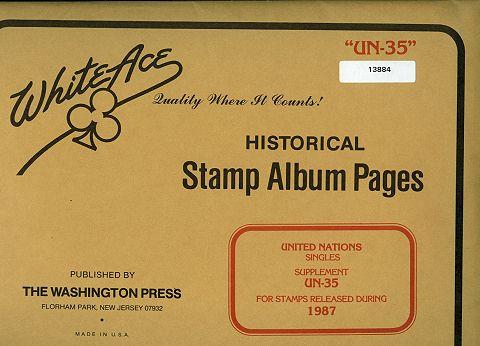 "UN-35"
13884
White-Ace
Quality Where It Counts!
HISTORICAL
Stamp Album Pages
UNITED NATIONS
SINGLES
SUPPLEMENT
UN-35
FOR STAMPS RELEASED DURING
1987
PUBLISHED BY
THE WASHINGTON PRESS
FLORHAM PARK, NEW JERSEY 07932
MADE IN U.S.A.